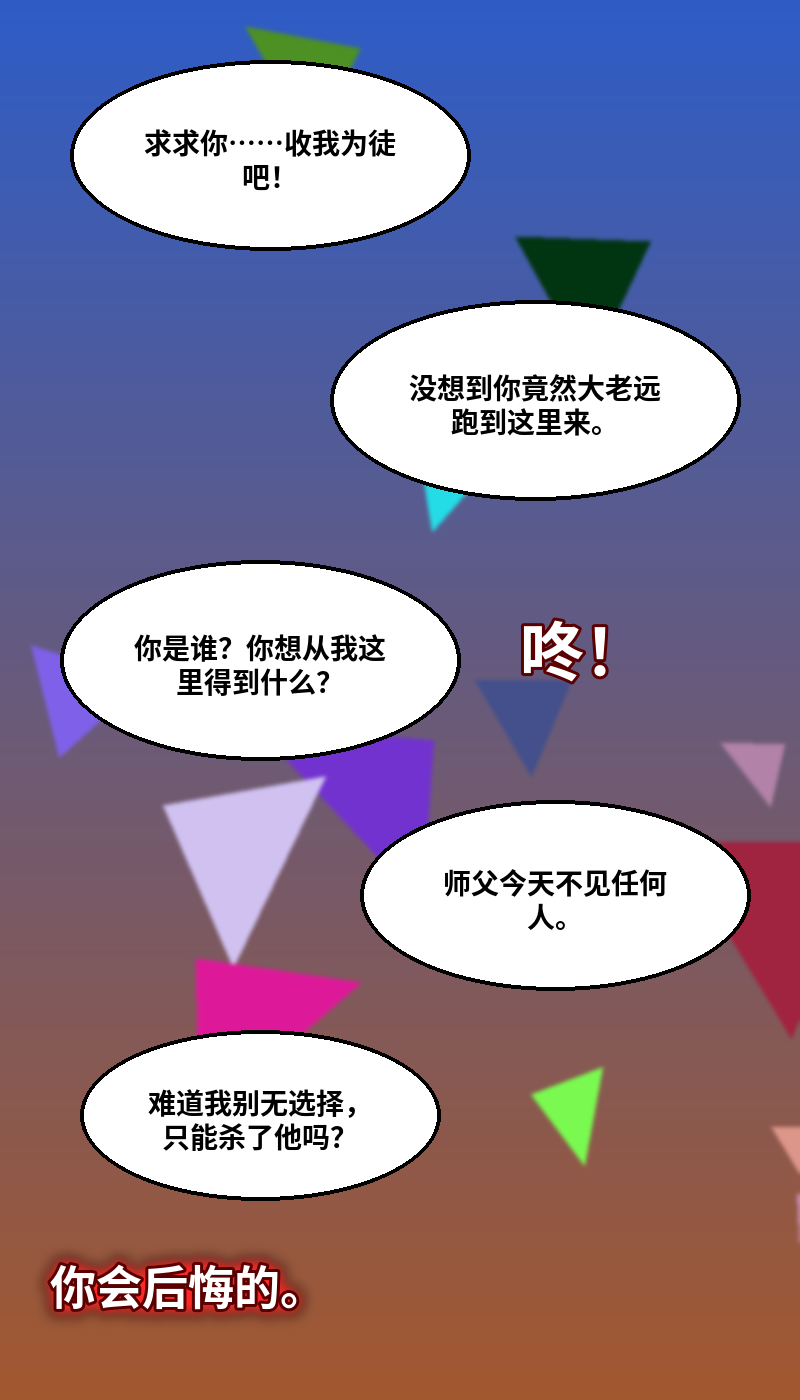 求求你……收我为徒
吧！
没想到你竟然大老远
跑到这里来。
你是谁？你想从我这
里得到什么？
咚！
师父今天不见任何
人。
难道我别无选择，
只能杀了他吗？
你会后悔的。